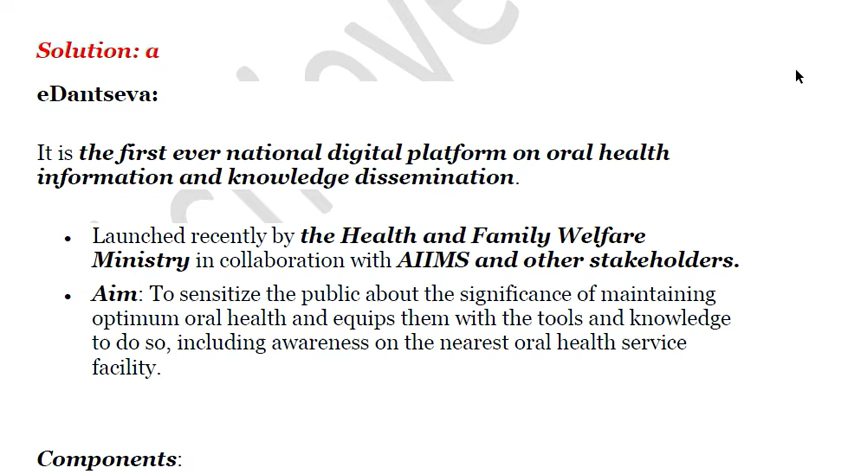 Solution: a
eDantseva:
It is the first ever national digital platform on oral health
information and knowledge dissemination.
• Launched recently by the Health and Family Welfare
Ministry in collaboration with AIIMS and other stakeholders.
• Aim: To sensitize the public about the significance of maintaining
optimum oral health and equips them with the tools and knowledge
to do so, including awareness on the nearest oral health service
facility.
Components: